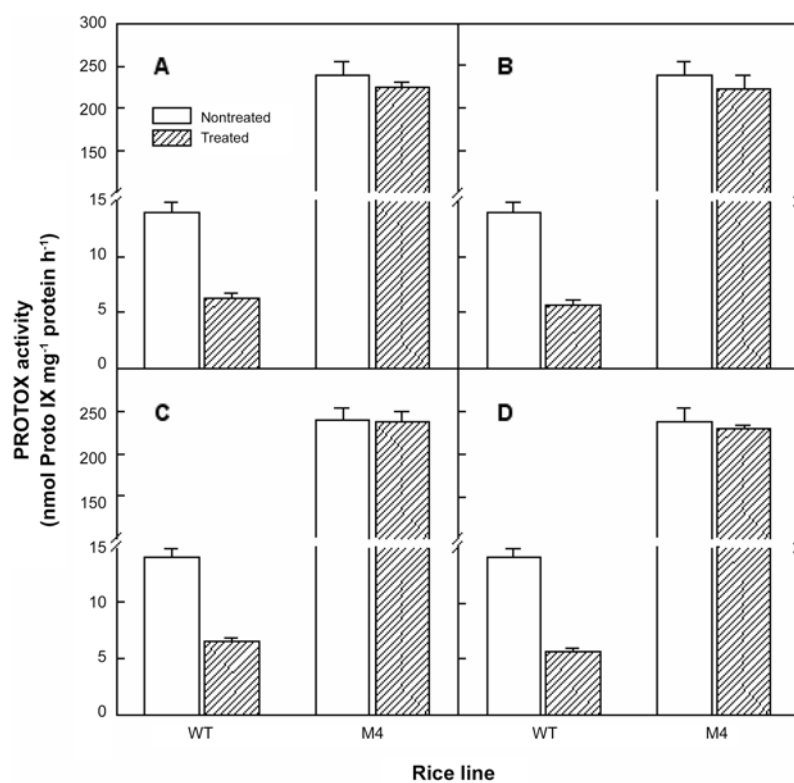 PROTOX activity
(nmol Proto IX mg⁻¹ protein h⁻¹)
300
250
200
150
15
10
5
0
A
Nontreated
Treated
B
250
200
150
15
10
5
0
C
D
WT
M4
WT
M4
Rice line